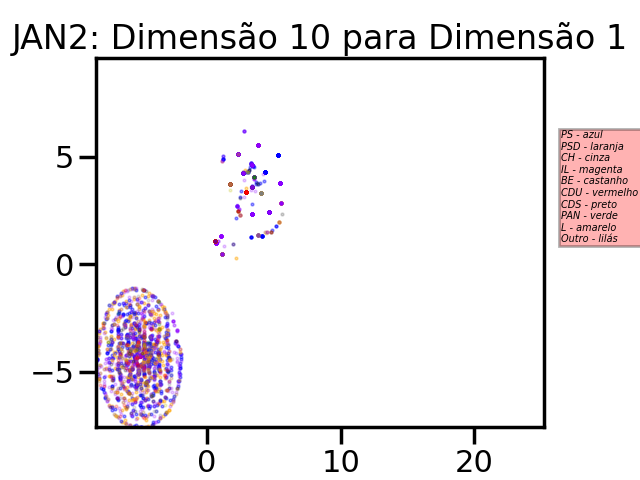 JAN2: Dimensão 10 para Dimensão 1
5
0
−5
0
10
20
PS - azul
PSD - laranja
CH - cinza
IL - magenta
BE - castanho
CDU - vermelho
CDS - preto
PAN - verde
L - amarelo
Outro - lilás